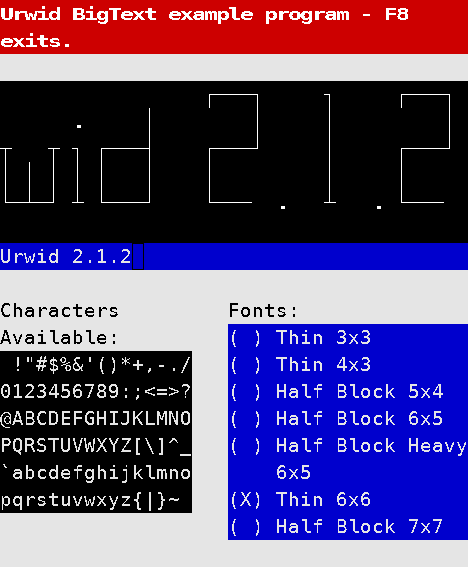 Urwid BigText example program - F8
exits.
wid 2.1.2
Urwid 2.1.2
Characters
Available:
 !"#$%&'()*+,-./
0123456789:;<=>?
@ABCDEFGHIJKLMNO
PQRSTUVWXYZ[\]^_
`abcdefghijklmno
pqrstuvwxyz{|}~
Fonts:
( ) Thin 3x3
( ) Thin 4x3
( ) Half Block 5x4
( ) Half Block 6x5
( ) Half Block Heavy
6x5
(X) Thin 6x6
( ) Half Block 7x7